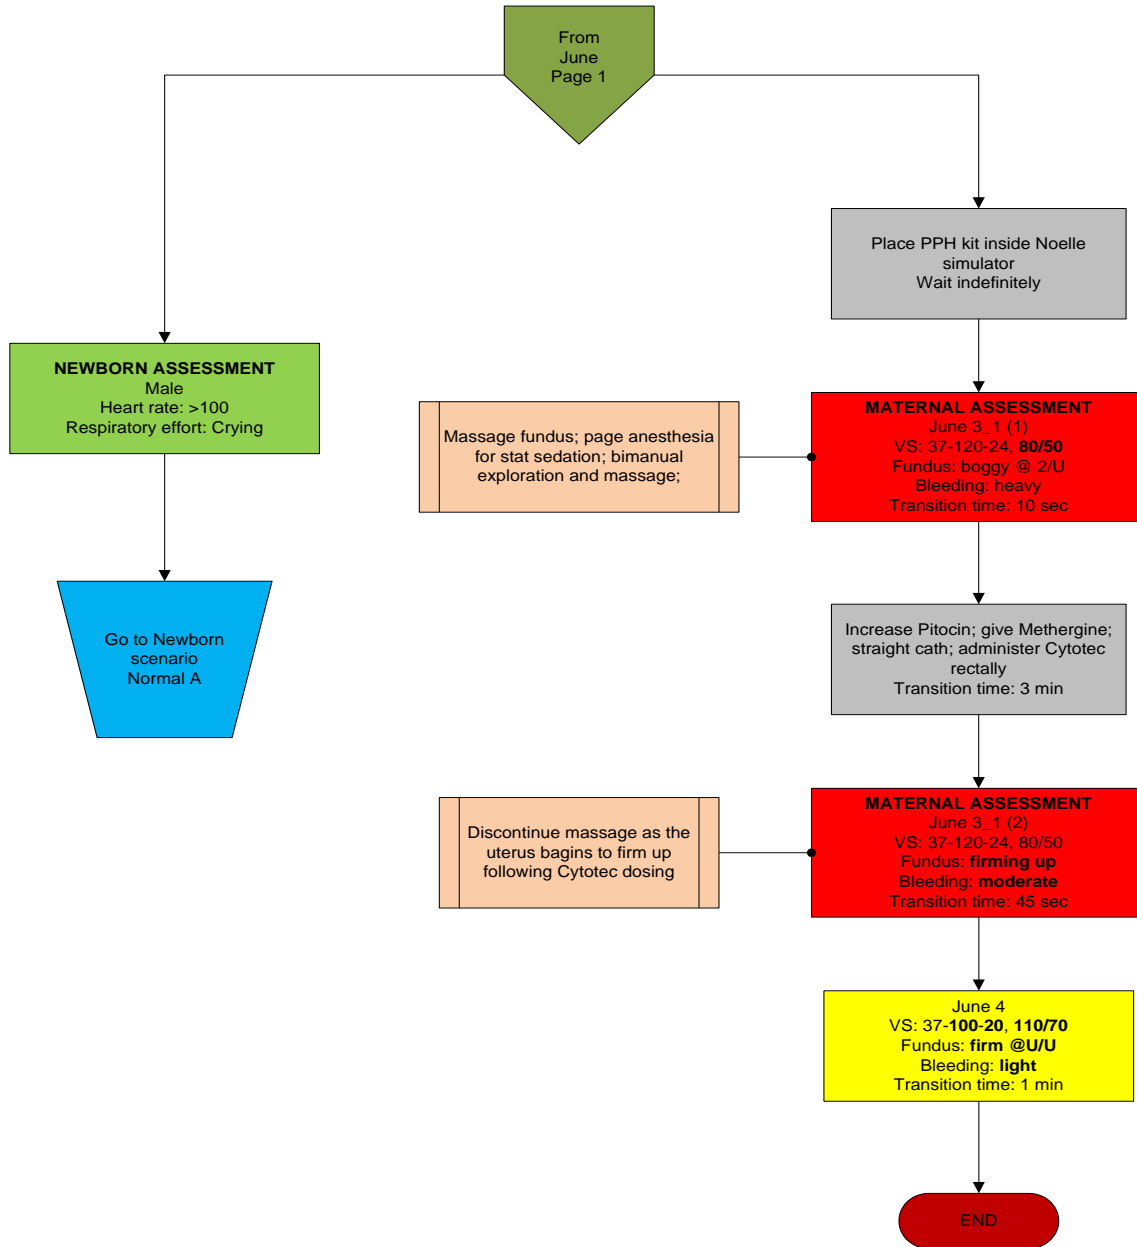 From
June
Page 1
Place PPH kit inside Noelle
simulator
Wait indefinitely
NEWBORN ASSESSMENT
Male
Heart rate: >100
Respiratory effort: Crying
Massage fundus; page anesthesia
for stat sedation; bimanual
exploration and massage;
MATERNAL ASSESSMENT
June 3_1 (1)
VS: 37-120-24, 80/50
Fundus: boggy @ 2/U
Bleeding: heavy
Transition time: 10 sec
Go to Newborn
scenario
Normal A
Increase Pitocin; give Methergine;
straight cath; administer Cytotec
rectally
Transition time: 3 min
Discontinue massage as the
uterus bagins to firm up
following Cytotec dosing
MATERNAL ASSESSMENT
June 3_1 (2)
VS: 37-120-24, 80/50
Fundus: firming up
Bleeding: moderate
Transition time: 45 sec
June 4
VS: 37-100-20, 110/70
Fundus: firm @U/U
Bleeding: light
Transition time: 1 min
END